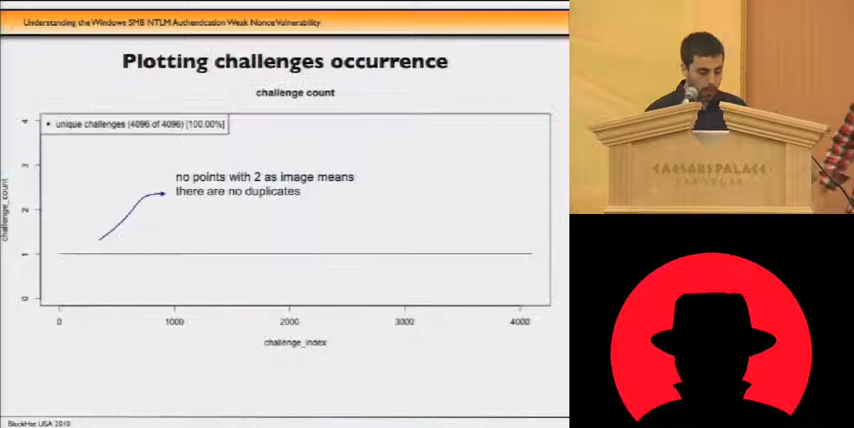 Understanding the Windows SMB NTLM Authentication Weak Nonce Vulnerability
Plotting challenges occurrence
challenge count
• unique challenges (4096 of 4096) [100.00%]
no points with 2 as image means
there are no duplicates
challenge_count
4
3
2
1
0
0 1000 2000 3000 4000
challenge_index
BlackHat USA 2010
CAESARS PALACE